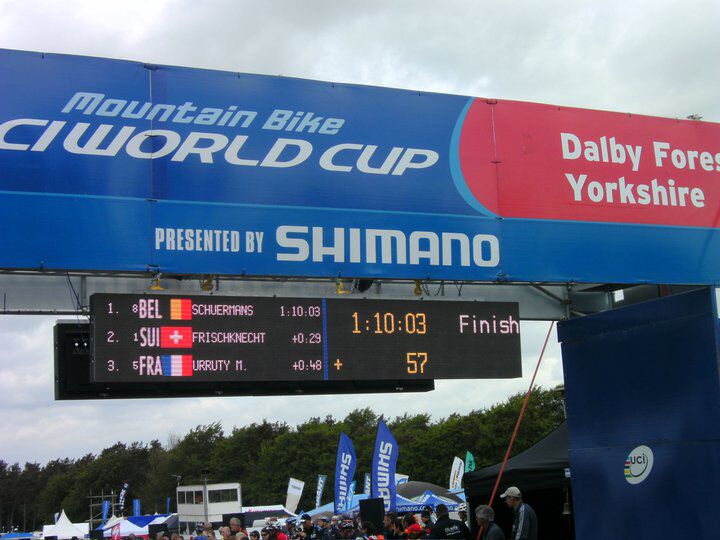 Mountain Bike
CI WORLD CUP
PRESENTED BY SHIMANO
Dalby Fores
Yorkshire
1. 8 BEL SCHUERMANS 1:10:03
2. 1 SUI FRISCHKNECHT +0.29
3. 5 FRA URRUTY M. +0.48
1:10:03 Finish
+ 57
UCI
SHIMANO
SHIMANO